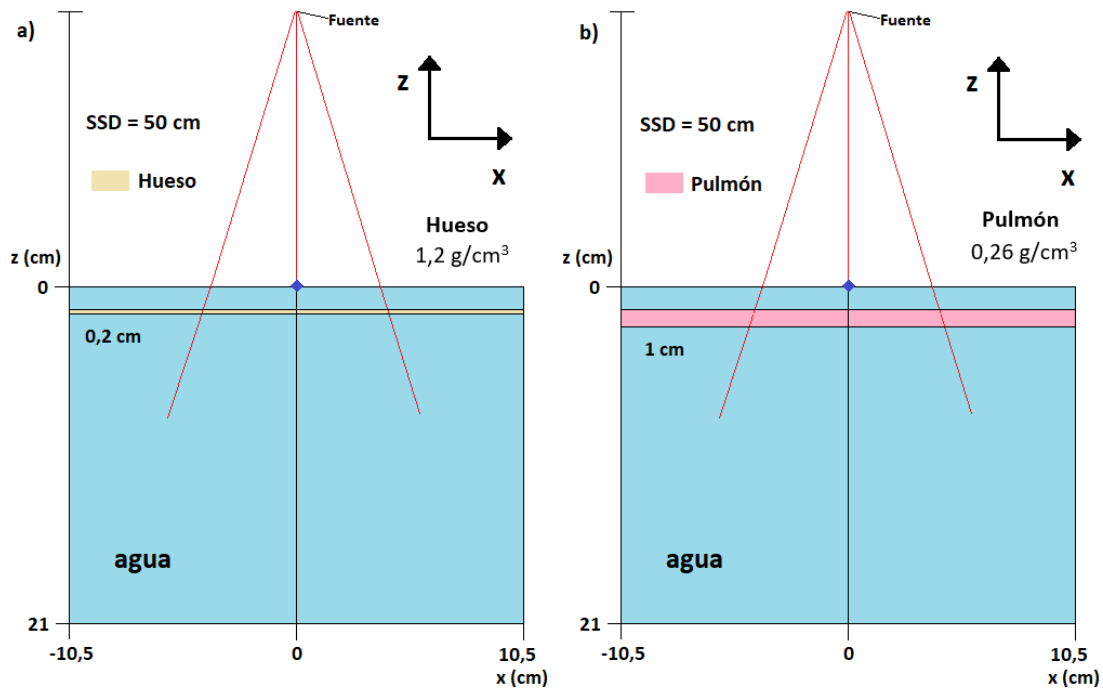 a)
Fuente
z
x
SSD = 50 cm
Hueso
Hueso
1,2 g/cm³
z (cm)
0
0,2 cm
agua
21
-10,5
0
10,5
x (cm)
b)
Fuente
z
x
SSD = 50 cm
Pulmón
Pulmón
0,26 g/cm³
z (cm)
0
1 cm
agua
21
-10,5
0
10,5
x (cm)